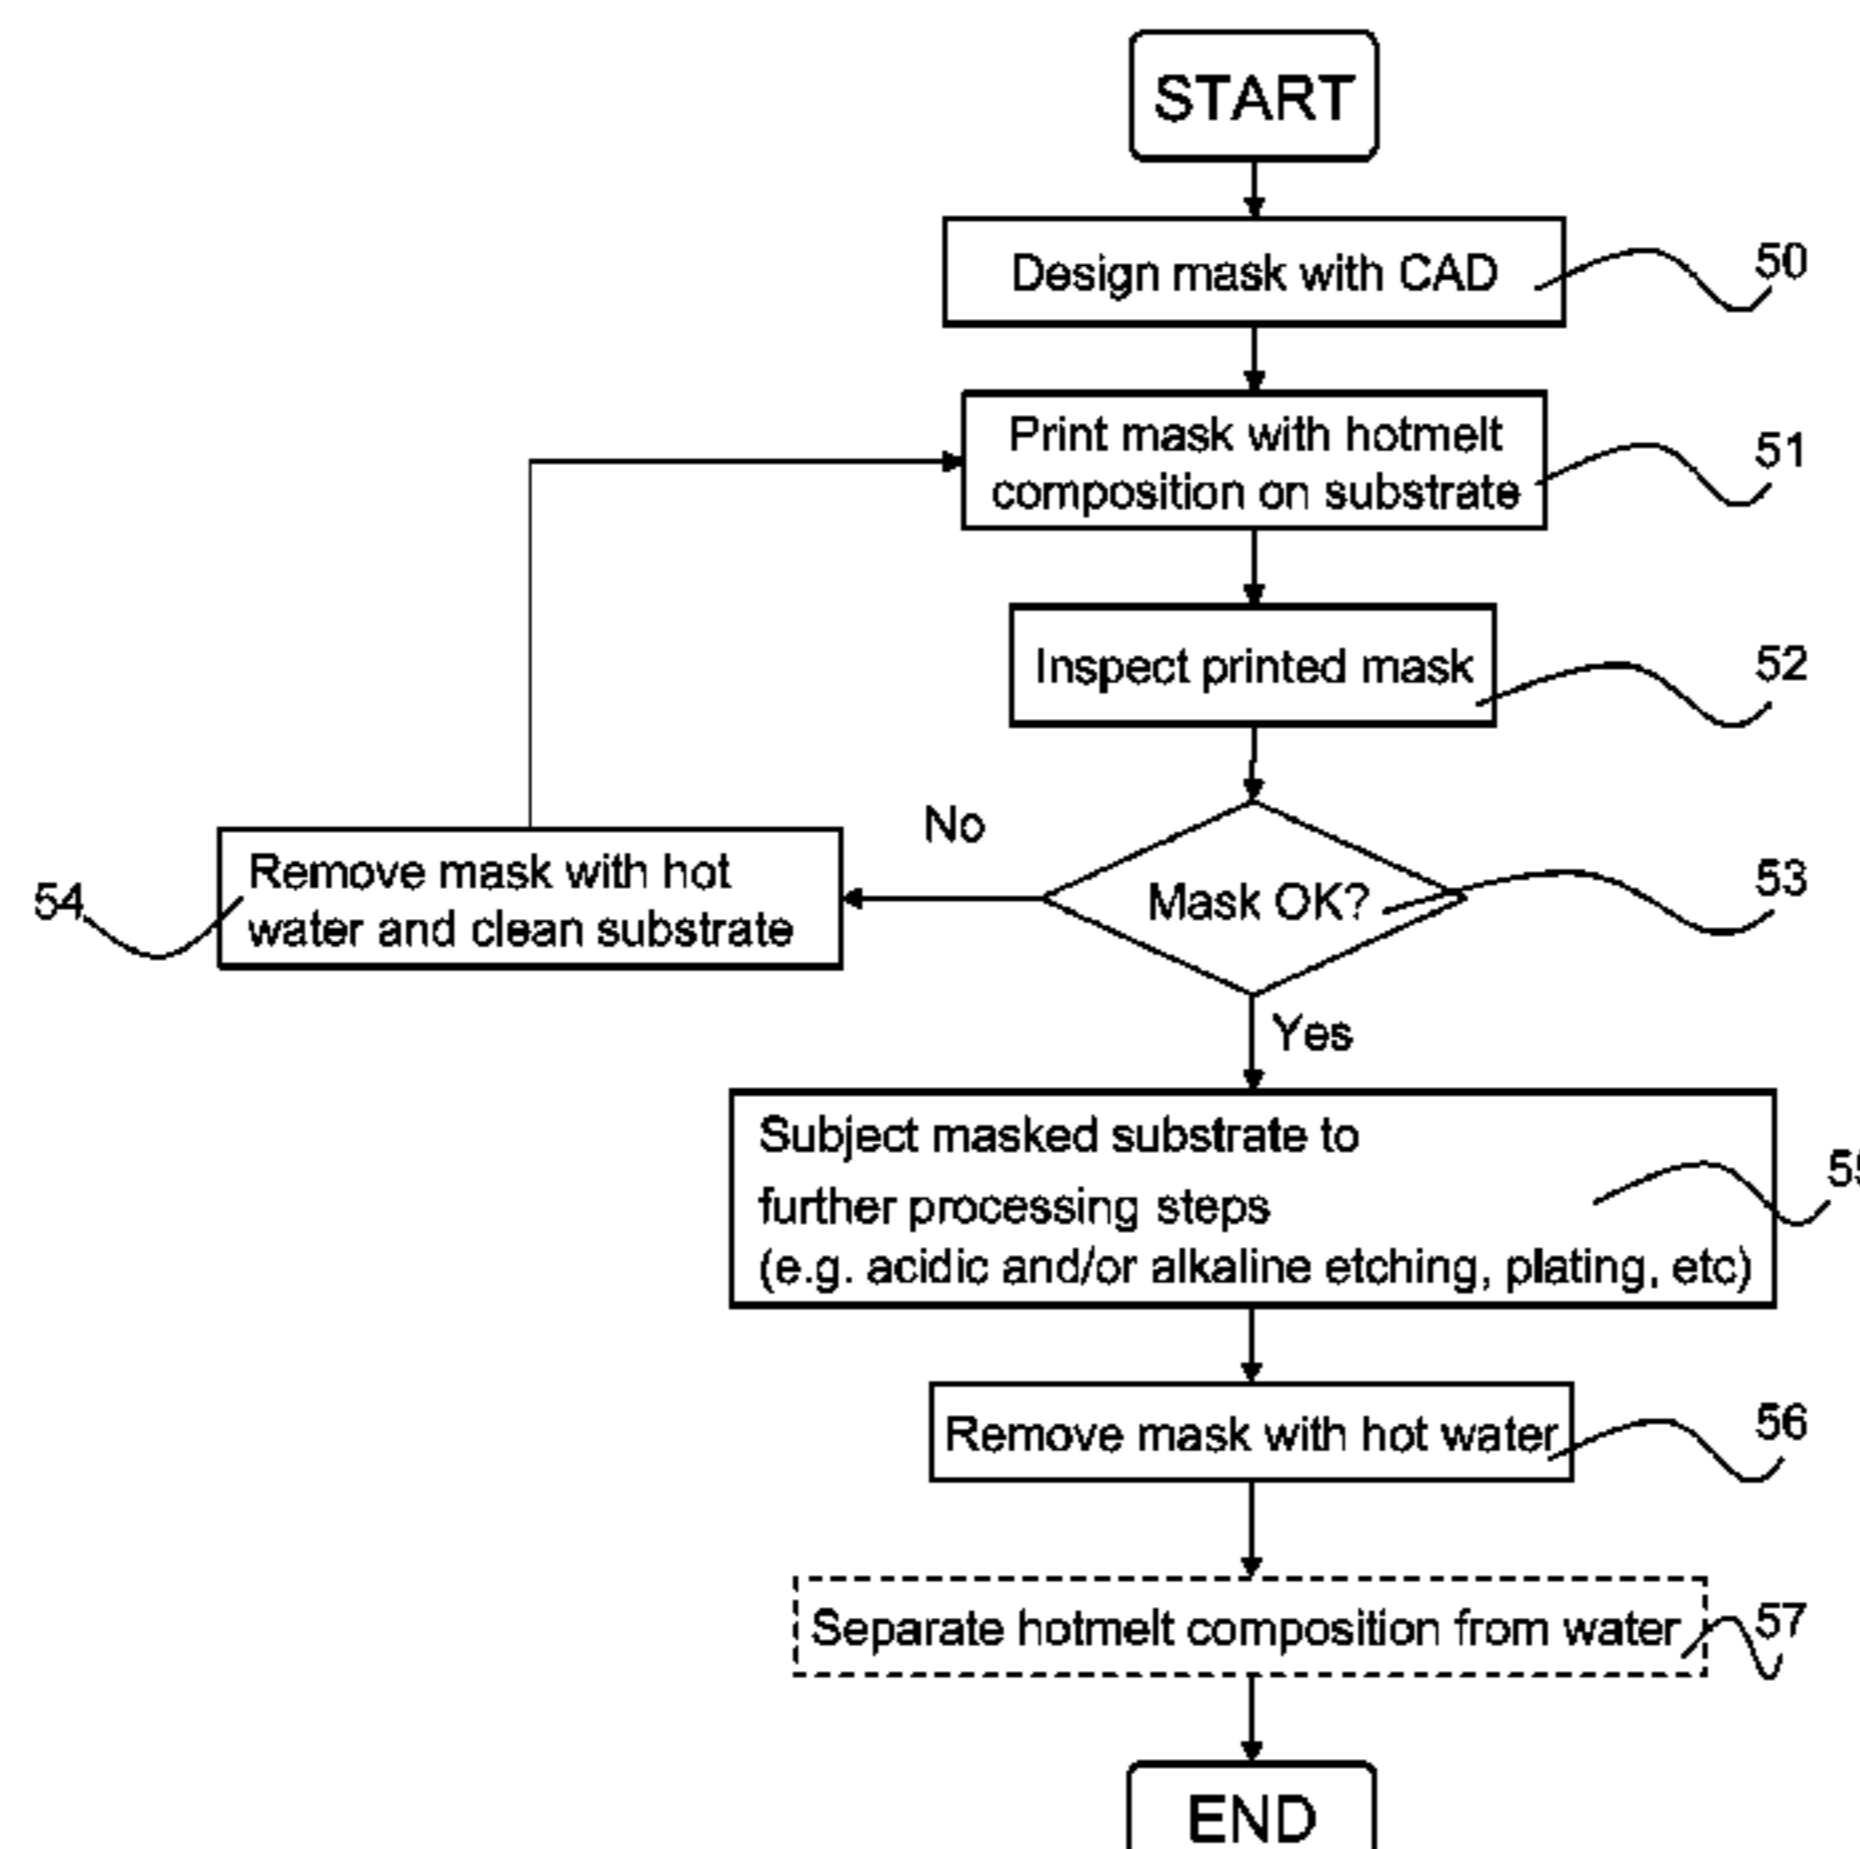 START
Design mask with CAD
50
Print mask with hotmelt
composition on substrate
51
Inspect printed mask
52
No
Mask OK?
53
54
Remove mask with hot
water and clean substrate
Yes
Subject masked substrate to
further processing steps
(e.g. acidic and/or alkaline etching, plating, etc)
55
Remove mask with hot water
56
Separate hotmelt composition from water
57
END